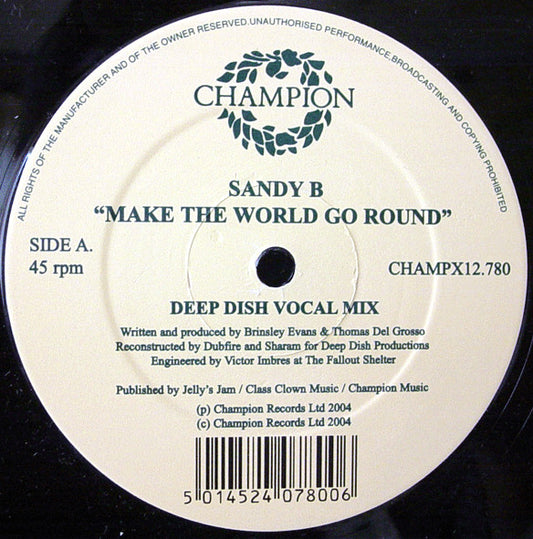 ALL RIGHTS OF THE MANUFACTURER AND OF THE OWNER RESERVED.UNAUTHORISED PERFORMANCE.BROADCASTING AND COPYING PROHIBITED
CHAMPION
SANDY B
“MAKE THE WORLD GO ROUND”
SIDE A.
45 rpm
CHAMPX12.780
DEEP DISH VOCAL MIX
Written and produced by Brinsley Evans & Thomas Del Grosso
Reconstructed by Dubfire and Sharam for Deep Dish Productions
Engineered by Victor Imbres at The Fallout Shelter
Published by Jelly's Jam / Class Clown Music / Champion Music
(p) Champion Records Ltd 2004
(c) Champion Records Ltd 2004
5 014524 078006